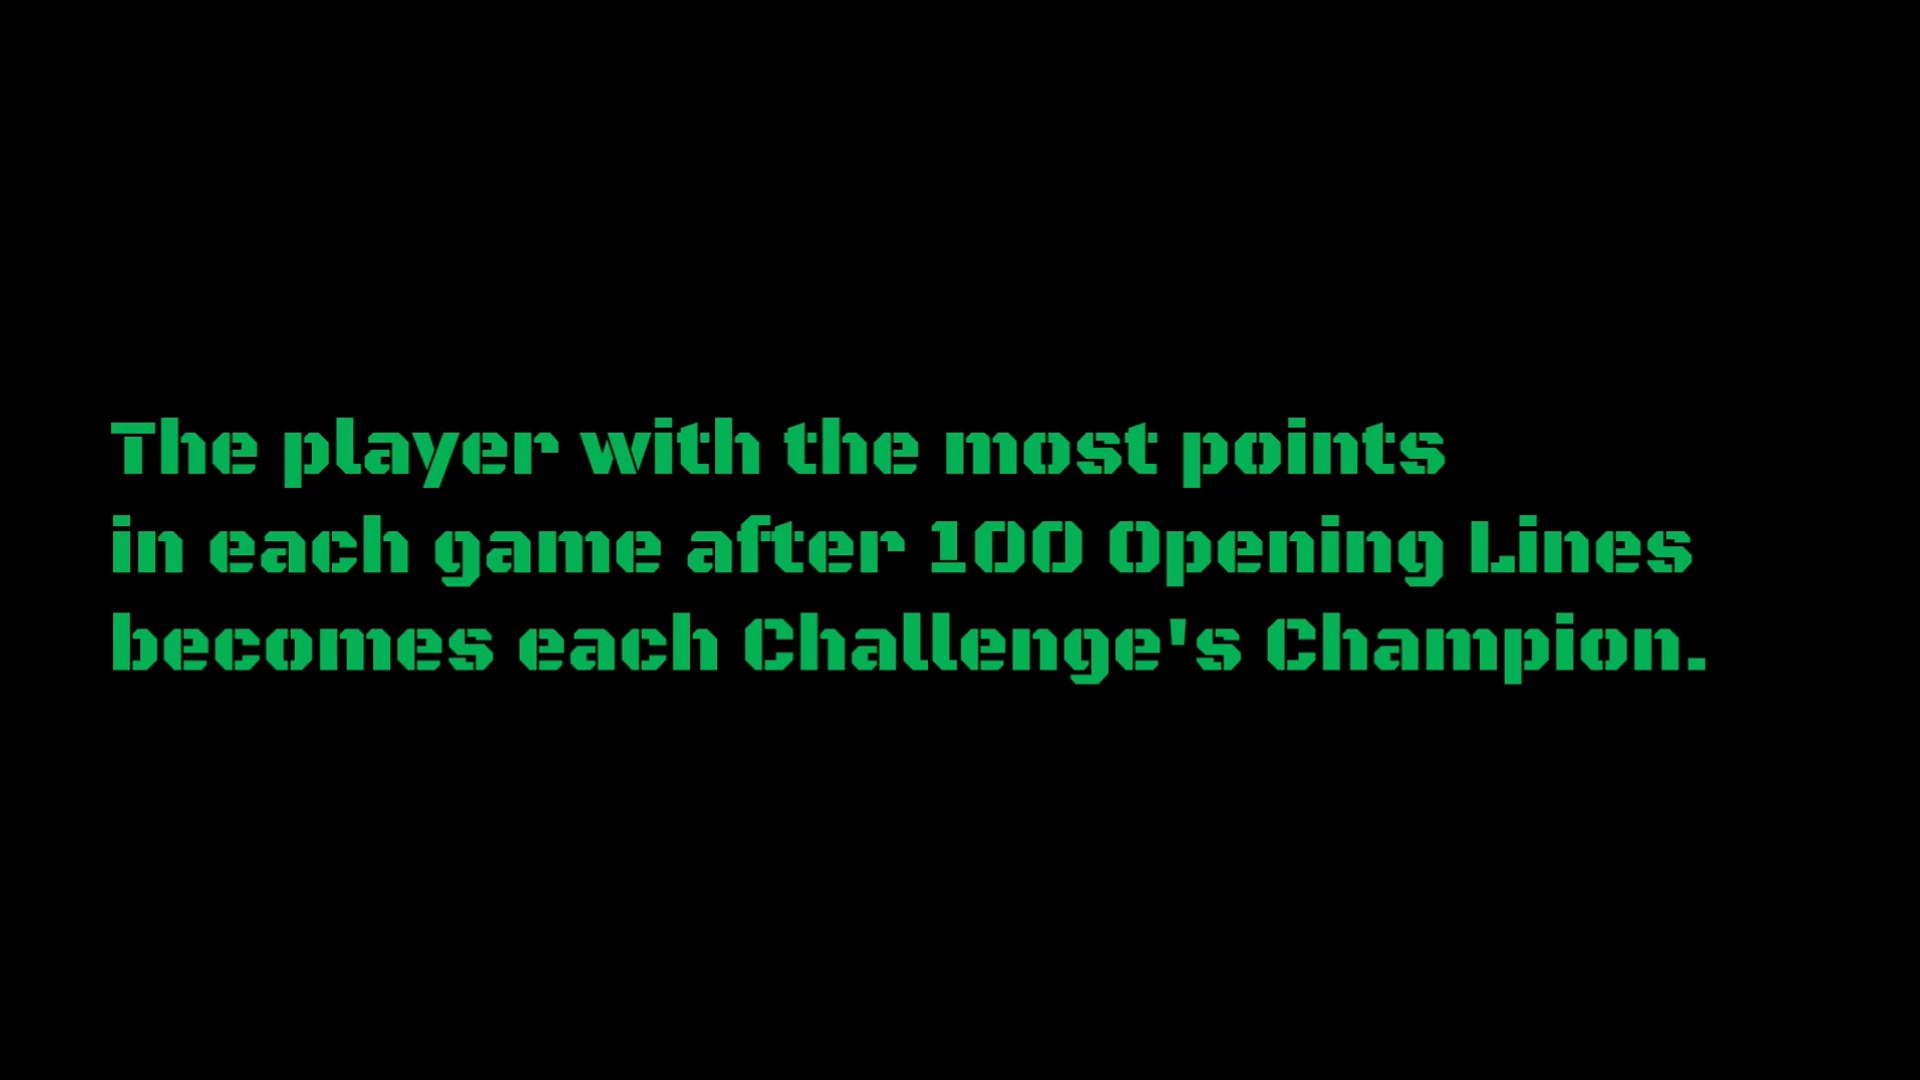 The player with the most points
in each game after 100 Opening Lines
becomes each Challenge's Champion.